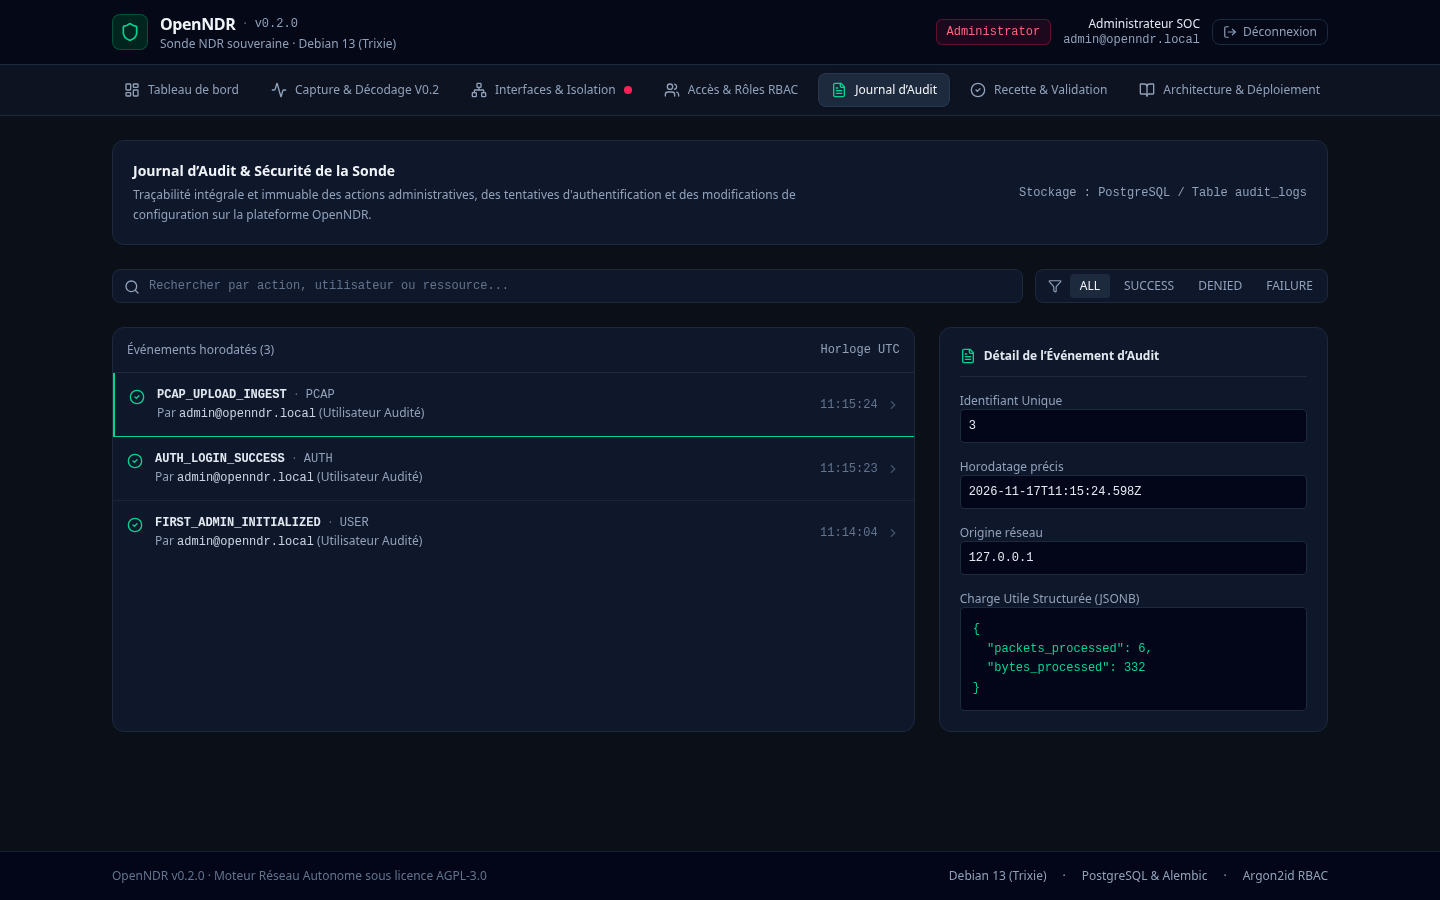 OpenNDR · v0.2.0
Sonde NDR souveraine · Debian 13 (Trixie)
Administrator
Administrateur SOC
admin@openndr.local
Déconnexion
Tableau de bord
Capture & Décodage V0.2
Interfaces & Isolation
Accès & Rôles RBAC
Journal d’Audit
Recette & Validation
Architecture & Déploiement
Journal d’Audit & Sécurité de la Sonde
Traçabilité intégrale et immuable des actions administratives, des tentatives d'authentification et des modifications de
configuration sur la plateforme OpenNDR.
Stockage : PostgreSQL / Table audit_logs
Rechercher par action, utilisateur ou ressource...
ALL
SUCCESS
DENIED
FAILURE
Événements horodatés (3)
Horloge UTC
PCAP_UPLOAD_INGEST · PCAP
Par admin@openndr.local (Utilisateur Audité)
11:15:24
AUTH_LOGIN_SUCCESS · AUTH
Par admin@openndr.local (Utilisateur Audité)
11:15:23
FIRST_ADMIN_INITIALIZED · USER
Par admin@openndr.local (Utilisateur Audité)
11:14:04
Détail de l’Événement d’Audit
Identifiant Unique
3
Horodatage précis
2026-11-17T11:15:24.598Z
Origine réseau
127.0.0.1
Charge Utile Structurée (JSONB)
{
"packets_processed": 6,
"bytes_processed": 332
}
OpenNDR v0.2.0 · Moteur Réseau Autonome sous licence AGPL-3.0
Debian 13 (Trixie) · PostgreSQL & Alembic · Argon2id RBAC